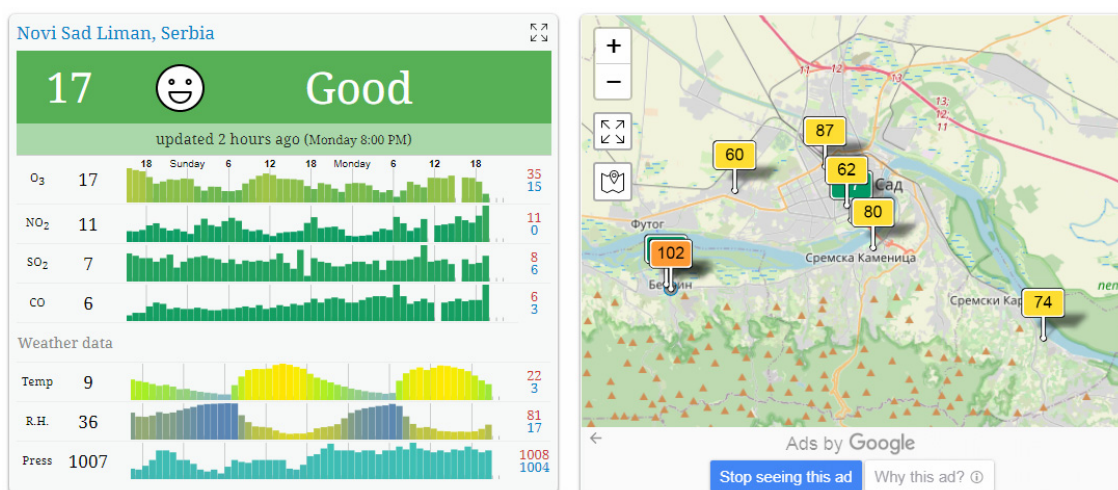 Novi Sad Liman, Serbia
17 Good
updated 2 hours ago (Monday 8:00 PM)
18 Sunday 6 12 18 Monday 6 12 18
O3 17 35 15
NO2 11 11 0
SO2 7 8 6
CO 6 6 3
Weather data
Temp 9 22 3
R.H. 36 81 17
Press 1007 1008 1004
+
−
11 12 13
13, 12, 11
87
60
62
Сад
80
Футог
102
Сремска Каменица
74
Ads by Google
Stop seeing this ad
Why this ad?